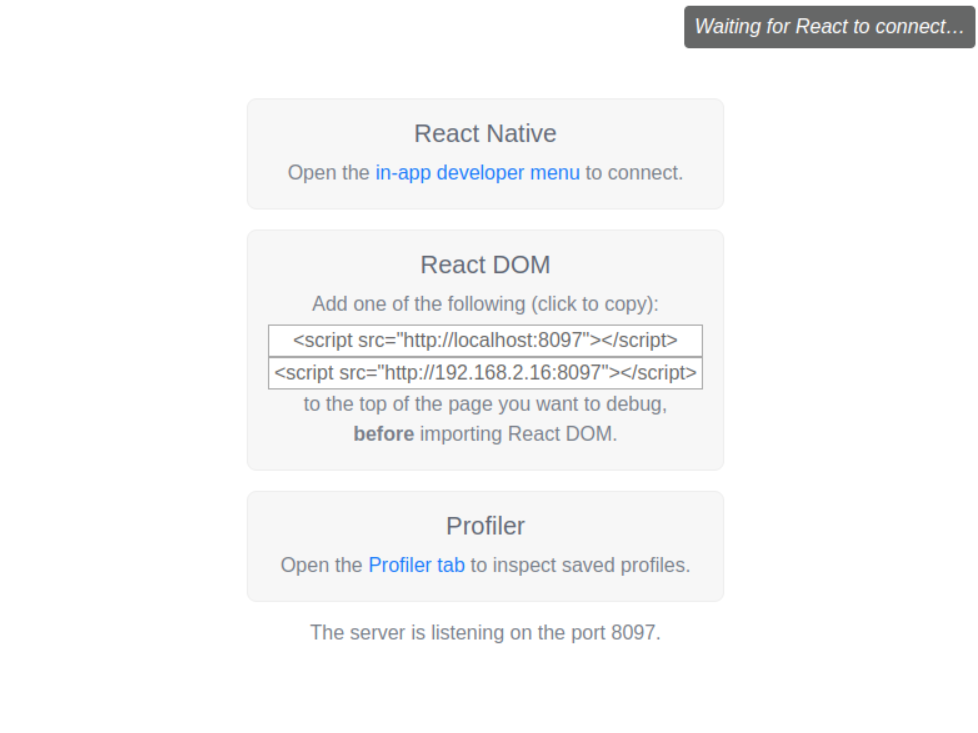 Waiting for React to connect…
React Native
Open the in-app developer menu to connect.
React DOM
Add one of the following (click to copy):
<script src="http://localhost:8097"></script>
<script src="http://192.168.2.16:8097"></script>
to the top of the page you want to debug,
before importing React DOM.
Profiler
Open the Profiler tab to inspect saved profiles.
The server is listening on the port 8097.